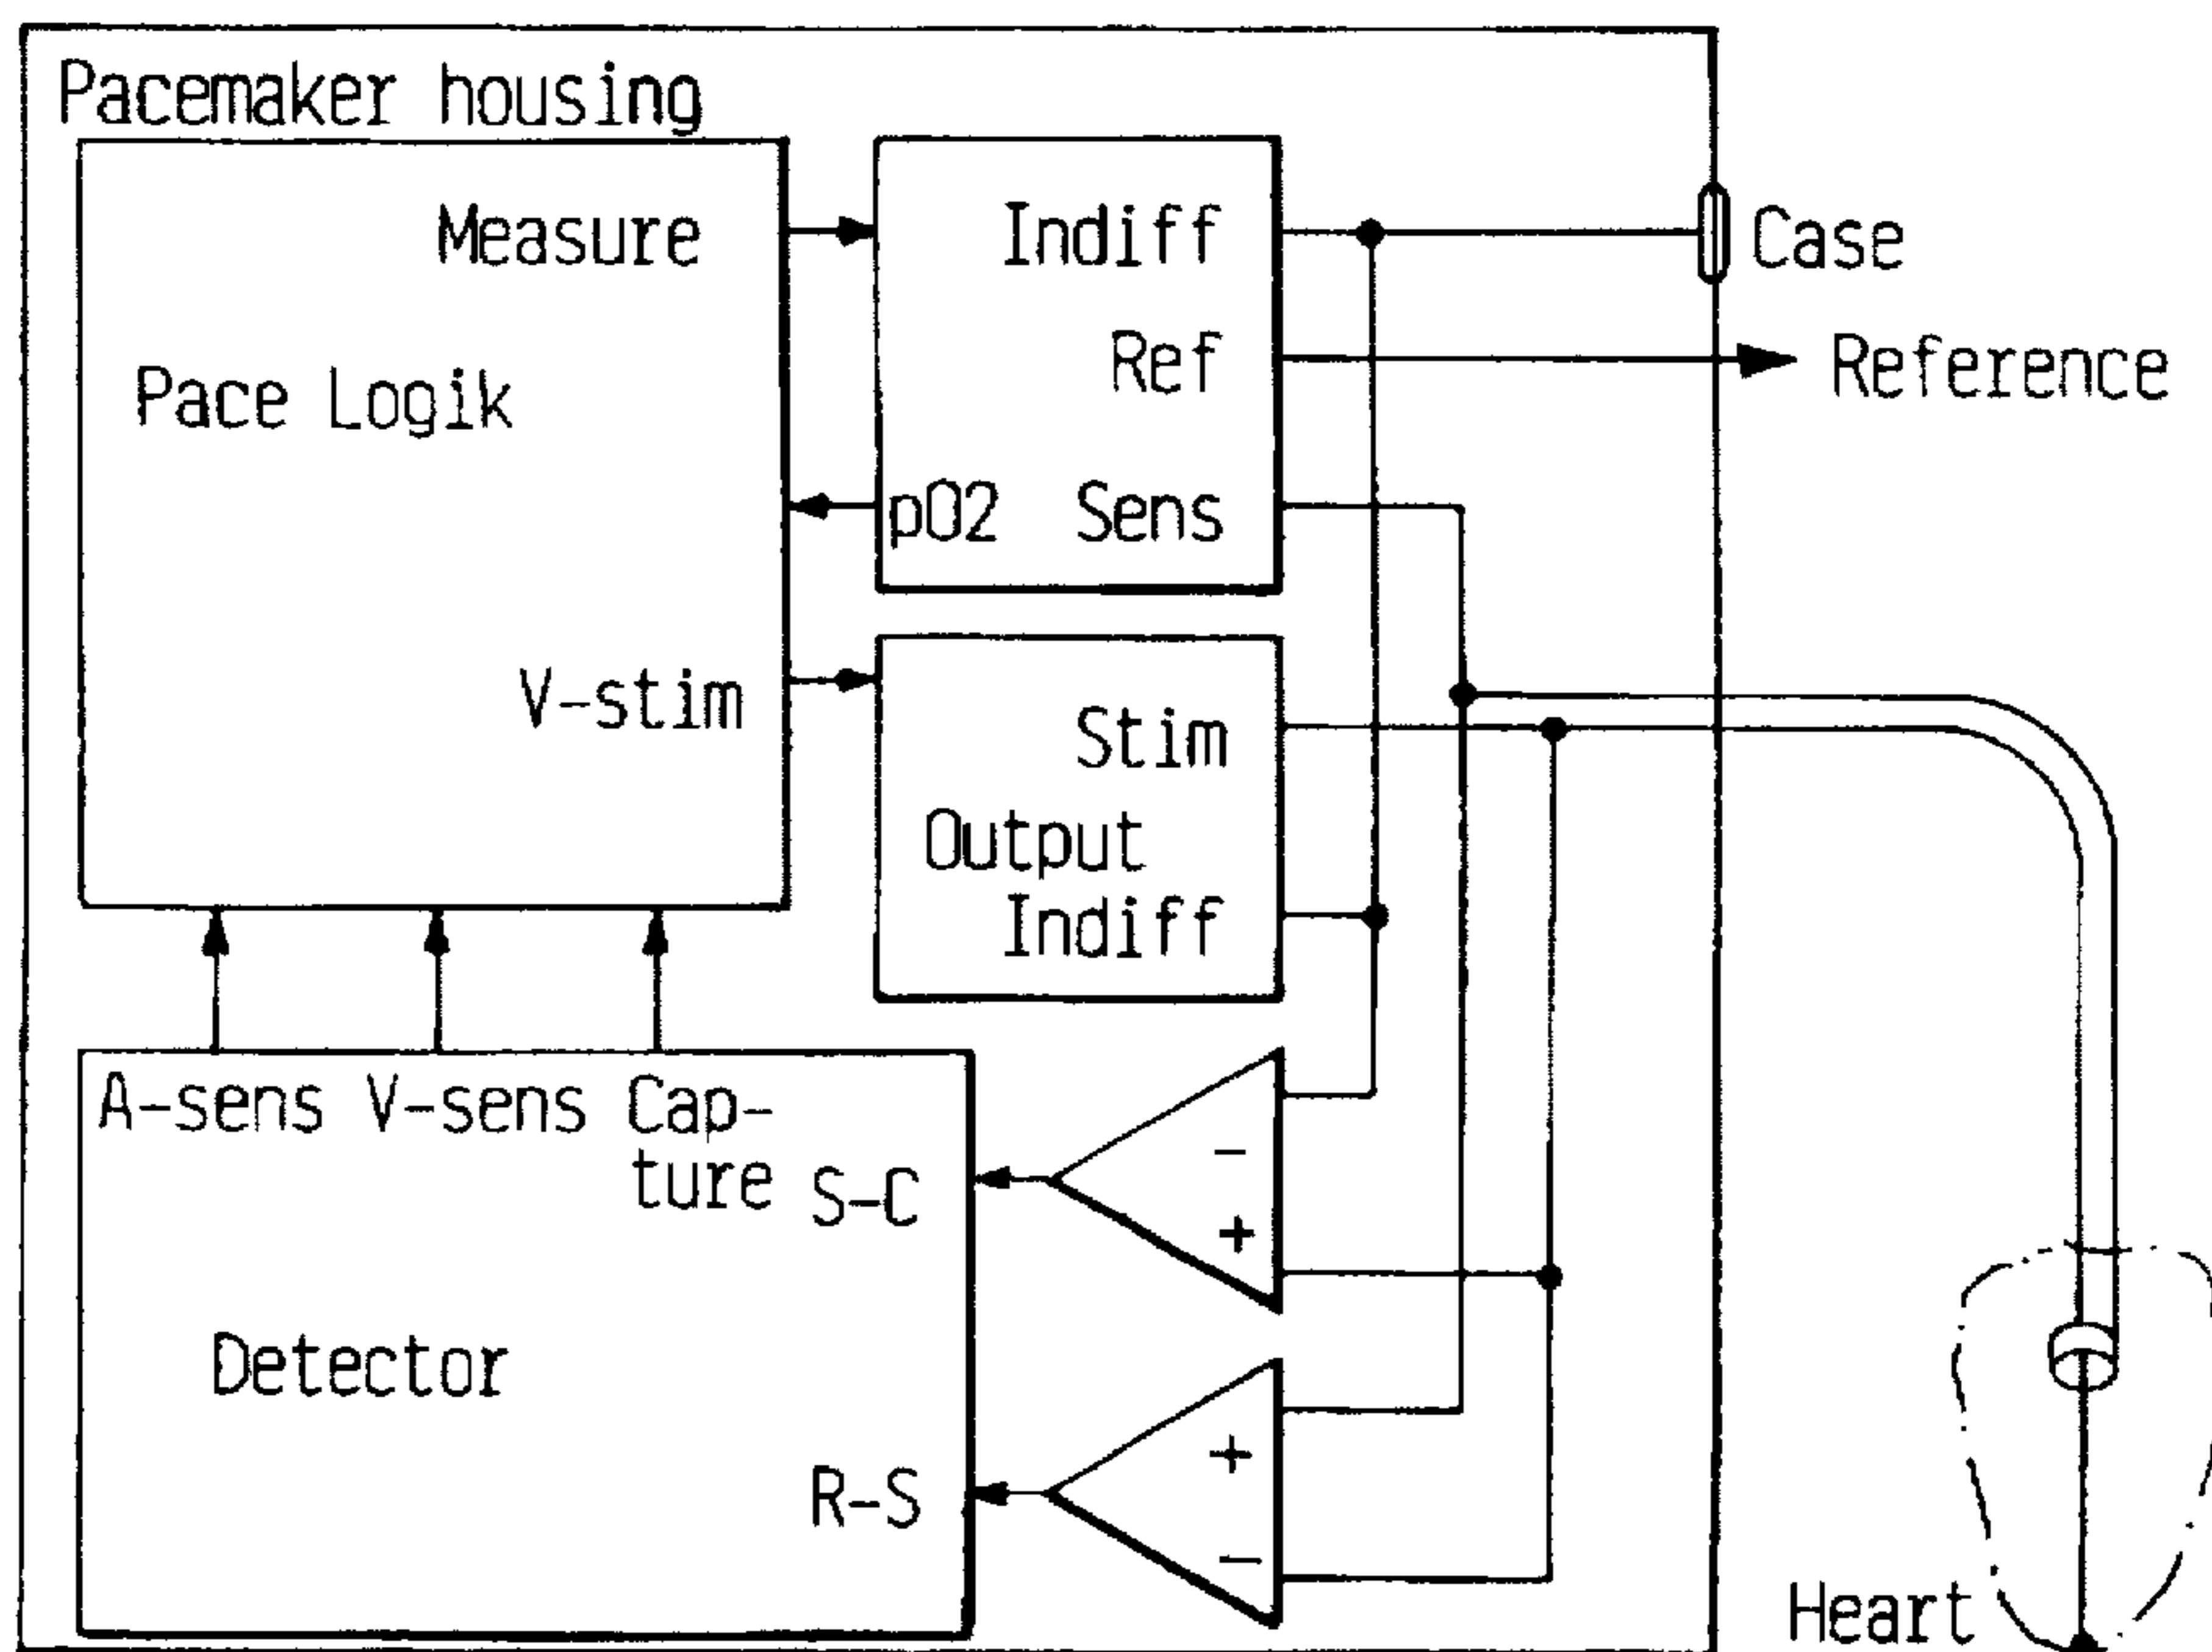 Pacemaker housing
Measure
Indiff
Case
Ref
Reference
Pace Logik
pO2 Sens
V-stim
Stim
Output
Indiff
A-sens V-sens Cap-
ture
S-C
-
+
Detector
+
R-S
-
Heart